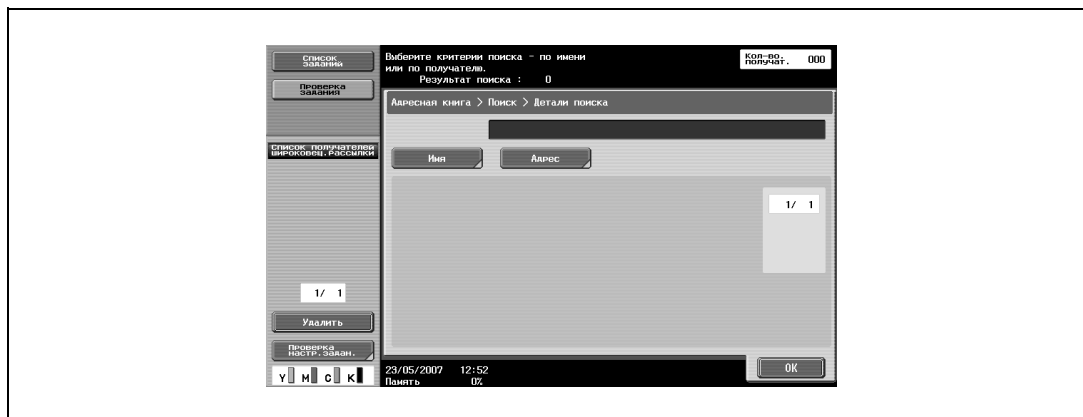 Список
заданий
Проверка
задания
Список получателей
широковещ.рассылки
1/ 1
Удалить
Проверка
настр.задан.
Y M C K
Выберите критерии поиска - по имени
или по получателю.
Результат поиска : 0
Кол-во.
получат. 000
Адресная книга > Поиск > Детали поиска
Имя Адрес
1/ 1
23/05/2007 12:52
Память 0%
OK